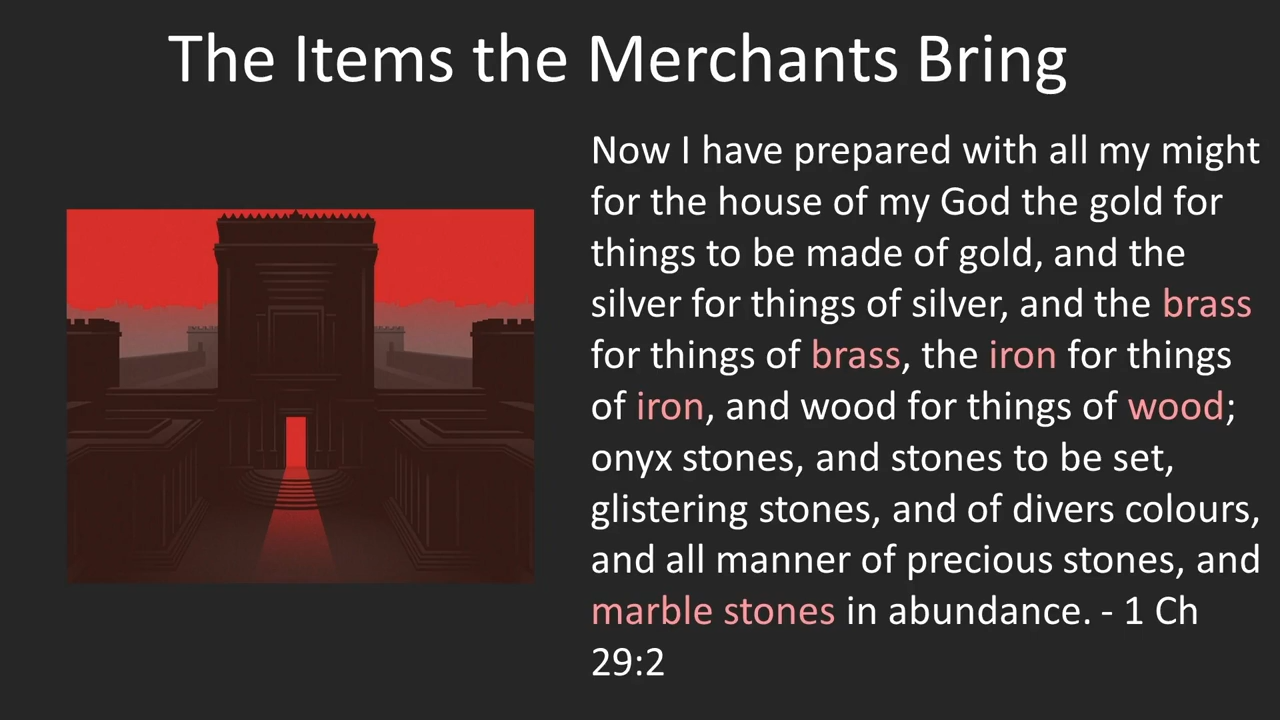 The Items the Merchants Bring
Now I have prepared with all my might
for the house of my God the gold for
things to be made of gold, and the
silver for things of silver, and the brass
for things of brass, the iron for things
of iron, and wood for things of wood;
onyx stones, and stones to be set,
glistering stones, and of divers colours,
and all manner of precious stones, and
marble stones in abundance. - 1 Ch
29:2